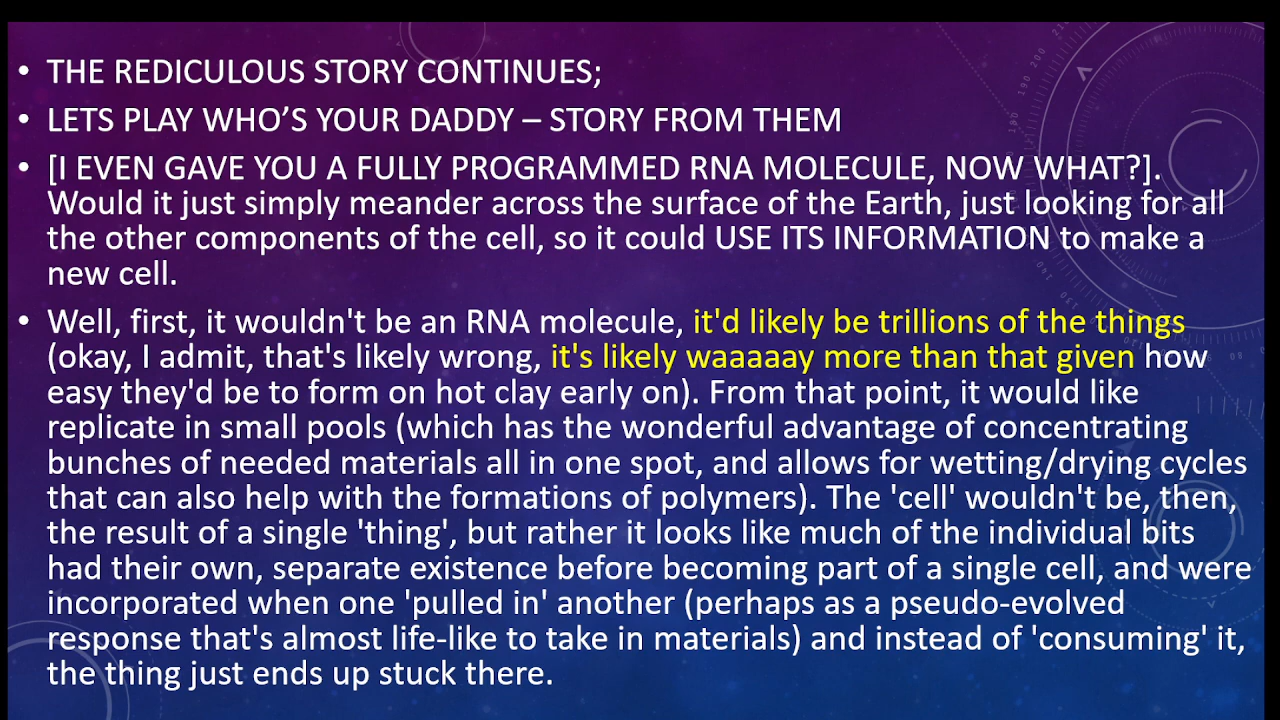 • THE REDICULOUS STORY CONTINUES;
• LETS PLAY WHO’S YOUR DADDY – STORY FROM THEM
• [I EVEN GAVE YOU A FULLY PROGRAMMED RNA MOLECULE, NOW WHAT?].
Would it just simply meander across the surface of the Earth, just looking for all
the other components of the cell, so it could USE ITS INFORMATION to make a
new cell.
• Well, first, it wouldn't be an RNA molecule, it'd likely be trillions of the things
(okay, I admit, that's likely wrong, it's likely waaaaay more than that given how
easy they'd be to form on hot clay early on). From that point, it would like
replicate in small pools (which has the wonderful advantage of concentrating
bunches of needed materials all in one spot, and allows for wetting/drying cycles
that can also help with the formations of polymers). The 'cell' wouldn't be, then,
the result of a single 'thing', but rather it looks like much of the individual bits
had their own, separate existence before becoming part of a single cell, and were
incorporated when one 'pulled in' another (perhaps as a pseudo-evolved
response that's almost life-like to take in materials) and instead of 'consuming' it,
the thing just ends up stuck there.